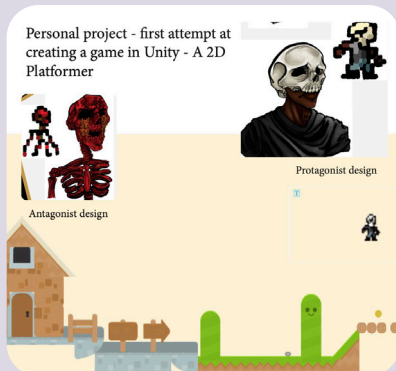 Personal project - first attempt at
creating a game in Unity - A 2D
Platformer
Protagonist design
Antagonist design
T